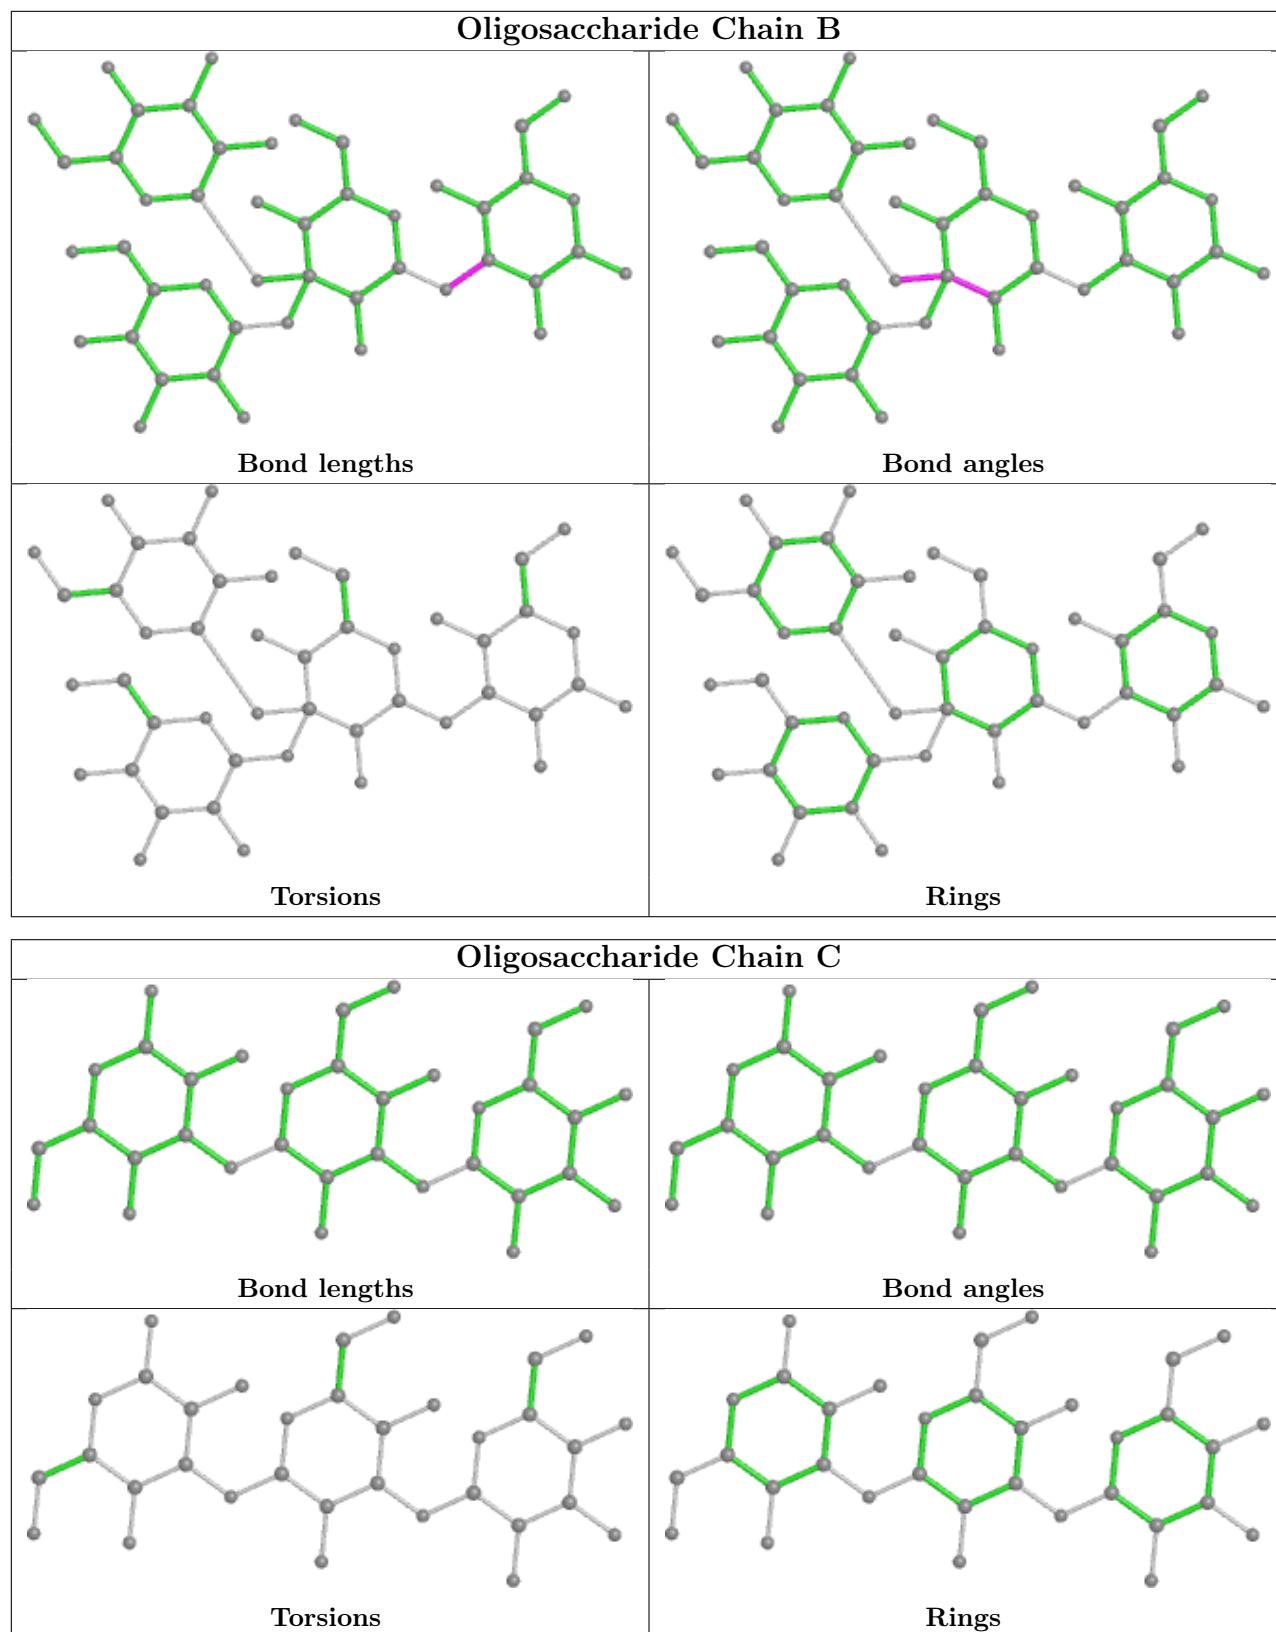 Oligosaccharide Chain B
Bond lengths
Bond angles
Torsions
Rings
Oligosaccharide Chain C
Bond lengths
Bond angles
Torsions
Rings